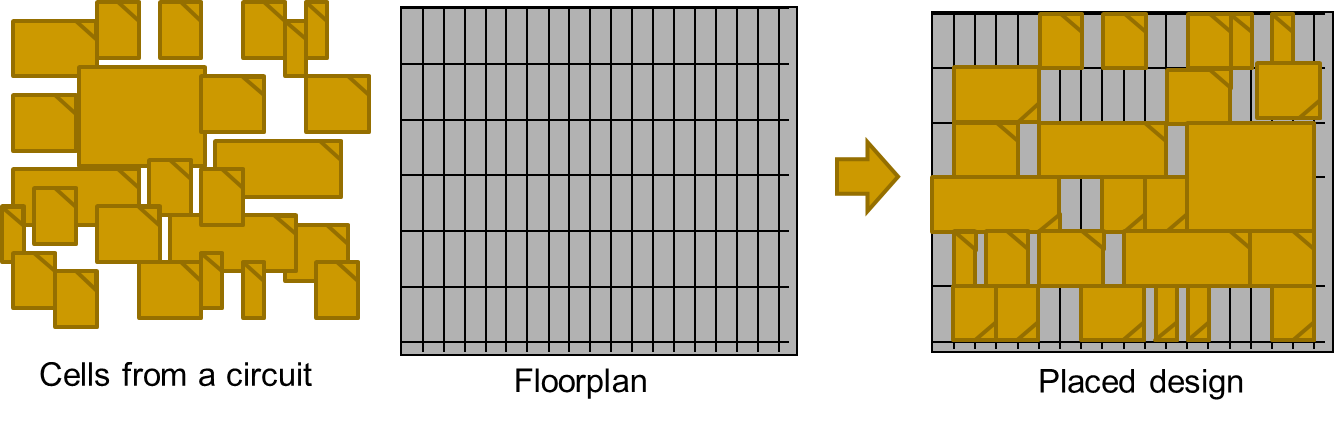 Cells from a circuit
Floorplan
Placed design